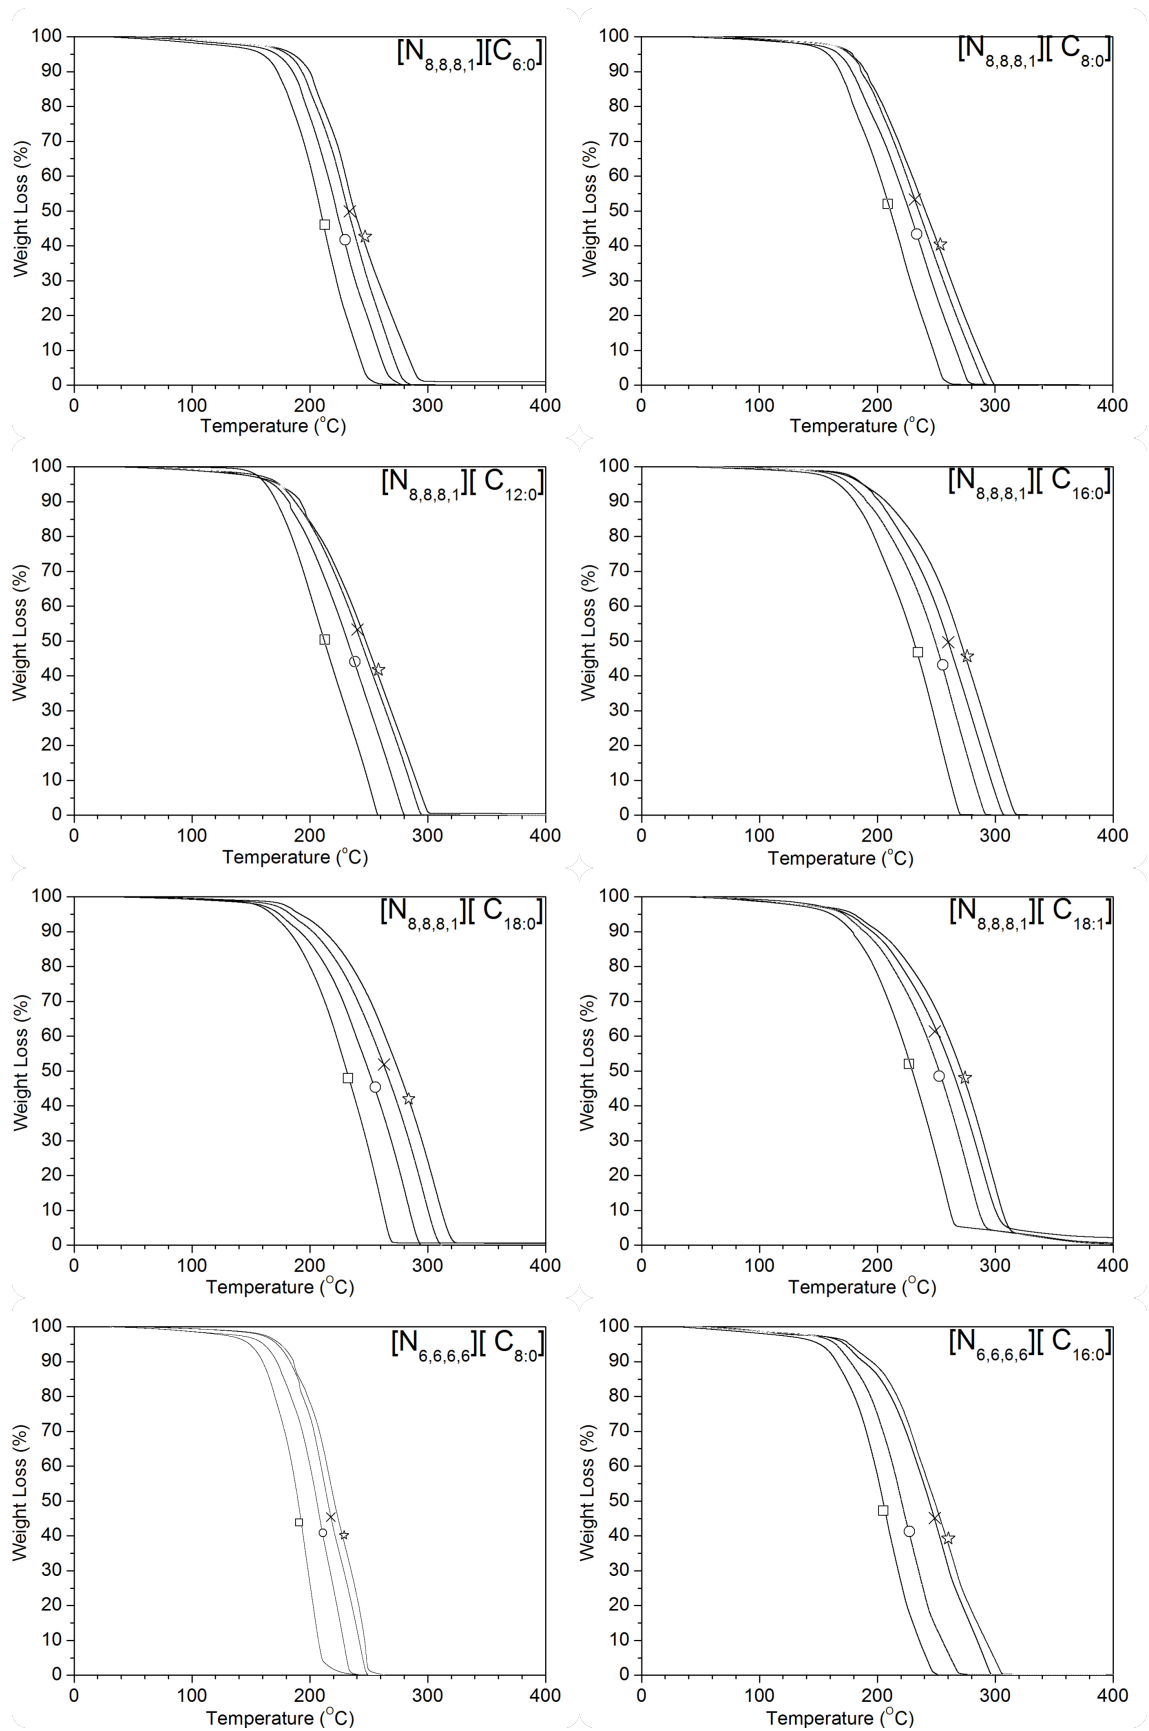 [N8,8,8,1][C6:0]
100
90
80
70
60
50
40
30
20
10
0
Weight Loss (%)
0 100 200 300 400
Temperature (°C)
[N8,8,8,1][ C8:0]
100
90
80
70
60
50
40
30
20
10
0
Weight Loss (%)
0 100 200 300 400
Temperature (°C)
[N8,8,8,1][ C12:0]
100
90
80
70
60
50
40
30
20
10
0
Weight Loss (%)
0 100 200 300 400
Temperature (°C)
[N8,8,8,1][ C16:0]
100
90
80
70
60
50
40
30
20
10
0
Weight Loss (%)
0 100 200 300 400
Temperature (°C)
[N8,8,8,1][ C18:0]
100
90
80
70
60
50
40
30
20
10
0
Weight Loss (%)
0 100 200 300 400
Temperature (°C)
[N8,8,8,1][ C18:1]
100
90
80
70
60
50
40
30
20
10
0
Weight Loss (%)
0 100 200 300 400
Temperature (°C)
[N6,6,6,6][ C8:0]
100
90
80
70
60
50
40
30
20
10
0
Weight Loss (%)
0 100 200 300 400
Temperature (°C)
[N6,6,6,6][ C16:0]
100
90
80
70
60
50
40
30
20
10
0
Weight Loss (%)
0 100 200 300 400
Temperature (°C)